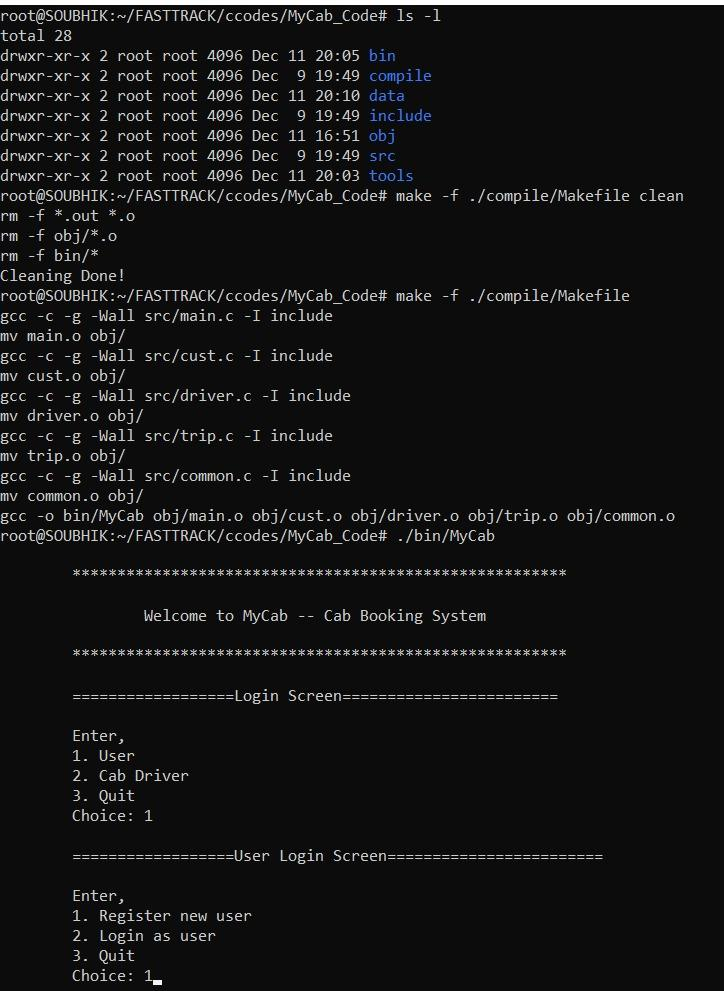 root@SOUBHIK:~/FASTTRACK/ccodes/MyCab_Code# ls -l
total 28
drwxr-xr-x 2 root root 4096 Dec 11 20:05 bin
drwxr-xr-x 2 root root 4096 Dec  9 19:49 compile
drwxr-xr-x 2 root root 4096 Dec 11 20:10 data
drwxr-xr-x 2 root root 4096 Dec  9 19:49 include
drwxr-xr-x 2 root root 4096 Dec 11 16:51 obj
drwxr-xr-x 2 root root 4096 Dec  9 19:49 src
drwxr-xr-x 2 root root 4096 Dec 11 20:03 tools
root@SOUBHIK:~/FASTTRACK/ccodes/MyCab_Code# make -f ./compile/Makefile clean
rm -f *.out *.o
rm -f obj/*.o
rm -f bin/*
Cleaning Done!
root@SOUBHIK:~/FASTTRACK/ccodes/MyCab_Code# make -f ./compile/Makefile
gcc -c -g -Wall src/main.c -I include
mv main.o obj/
gcc -c -g -Wall src/cust.c -I include
mv cust.o obj/
gcc -c -g -Wall src/driver.c -I include
mv driver.o obj/
gcc -c -g -Wall src/trip.c -I include
mv trip.o obj/
gcc -c -g -Wall src/common.c -I include
mv common.o obj/
gcc -o bin/MyCab obj/main.o obj/cust.o obj/driver.o obj/trip.o obj/common.o
root@SOUBHIK:~/FASTTRACK/ccodes/MyCab_Code# ./bin/MyCab
*******************************************************
Welcome to MyCab -- Cab Booking System
*******************************************************
==================Login Screen========================
Enter,
1. User
2. Cab Driver
3. Quit
Choice: 1
==================User Login Screen========================
Enter,
1. Register new user
2. Login as user
3. Quit
Choice: 1